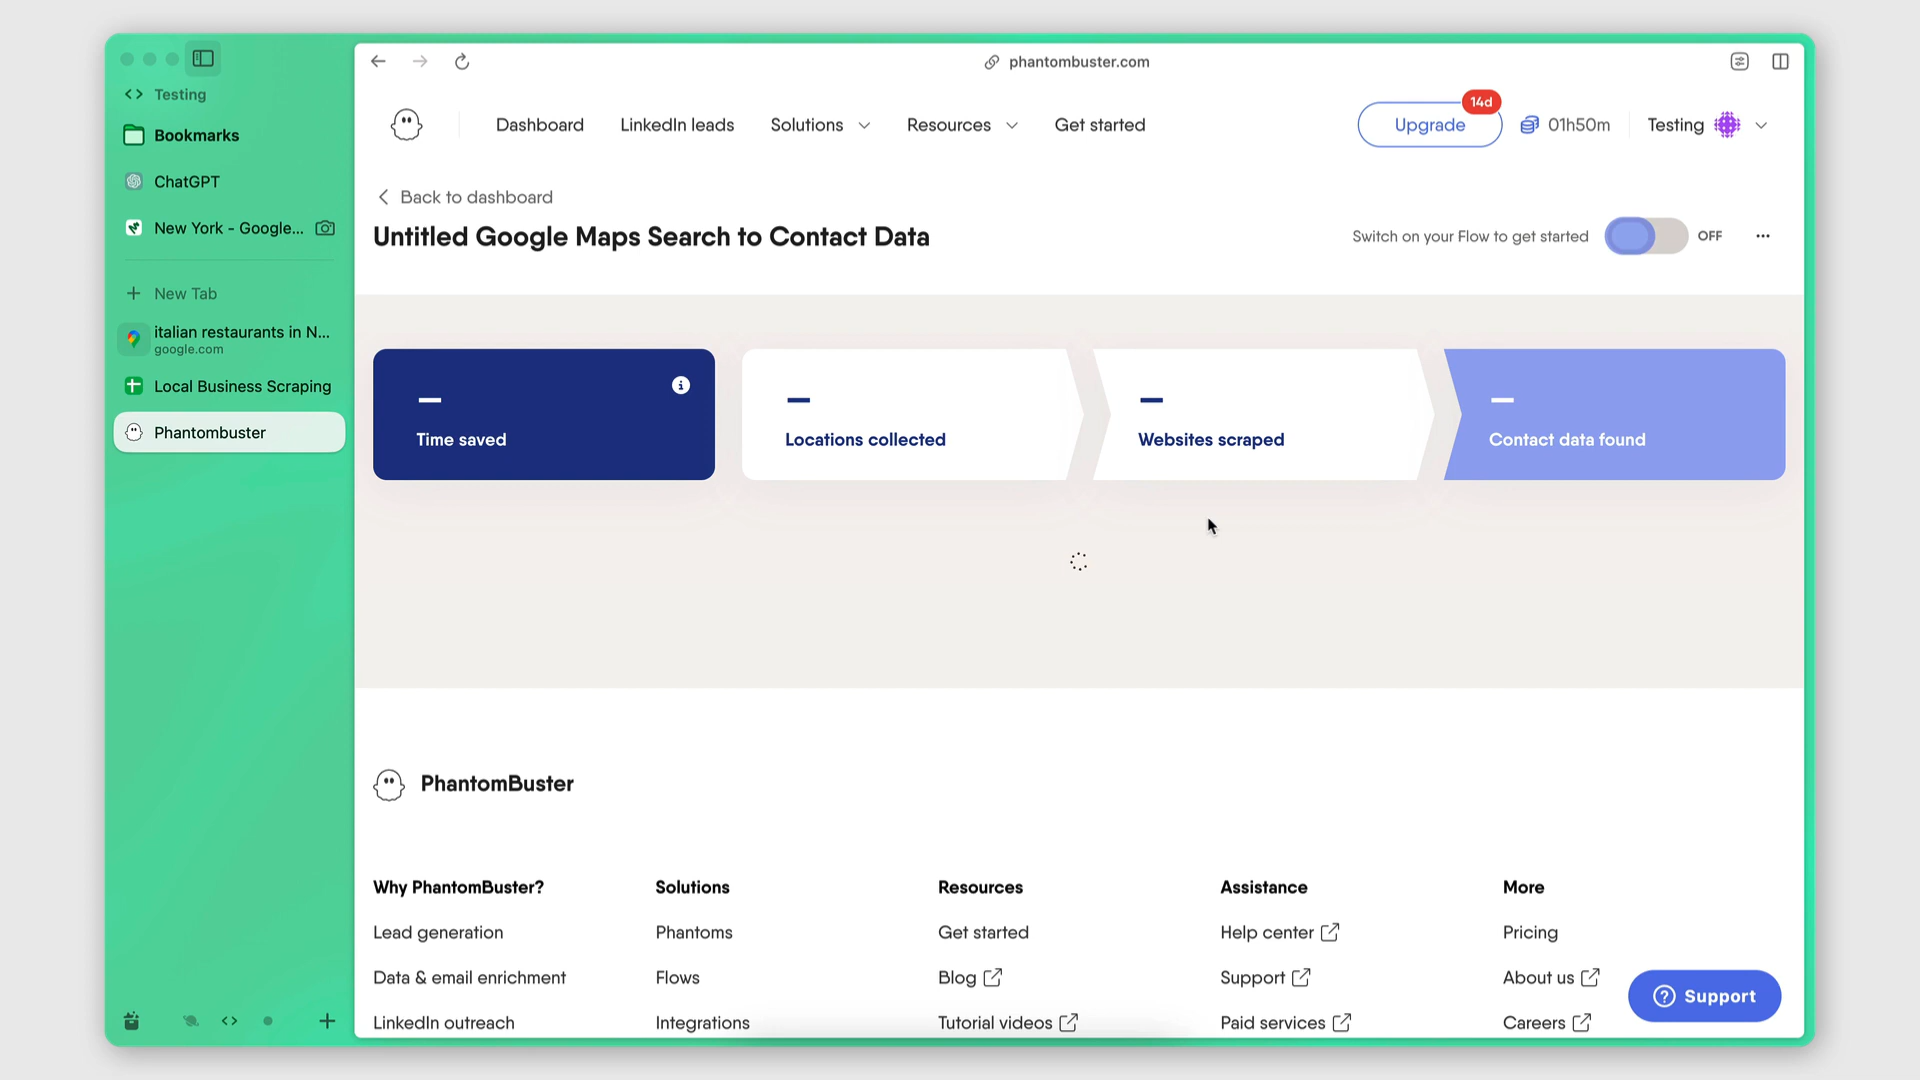 Testing
Bookmarks
ChatGPT
New York - Google...
New Tab
italian restaurants in N...
google.com
Local Business Scraping
Phantombuster
phantombuster.com
Dashboard
LinkedIn leads
Solutions
Resources
Get started
Upgrade
14d
01h50m
Testing
Back to dashboard
Untitled Google Maps Search to Contact Data
Switch on your Flow to get started
OFF
Time saved
Locations collected
Websites scraped
Contact data found
PhantomBuster
Why PhantomBuster?
Lead generation
Data & email enrichment
LinkedIn outreach
Solutions
Phantoms
Flows
Integrations
Resources
Get started
Blog
Tutorial videos
Assistance
Help center
Support
Paid services
More
Pricing
About us
Careers
Support